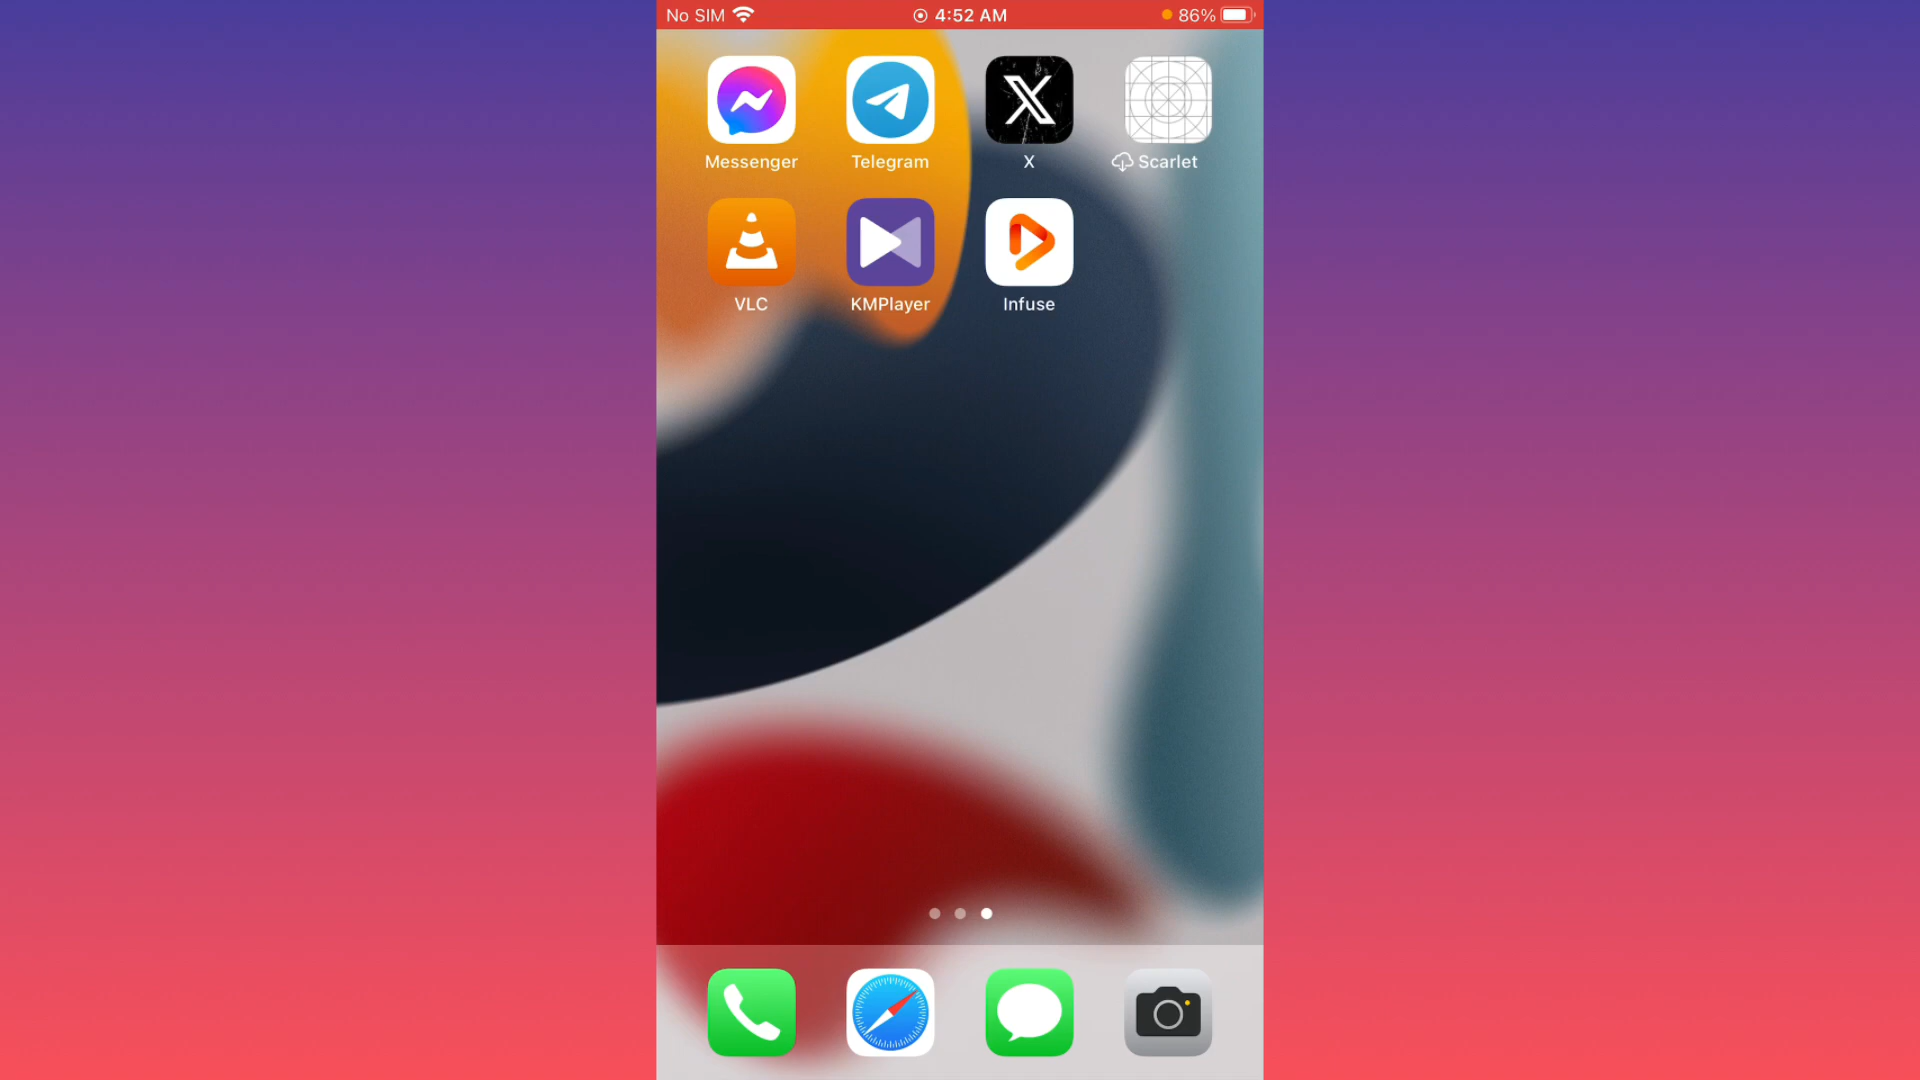 No SIM 4:52 AM 86%
Messenger Telegram X Scarlet
VLC KMPlayer Infuse